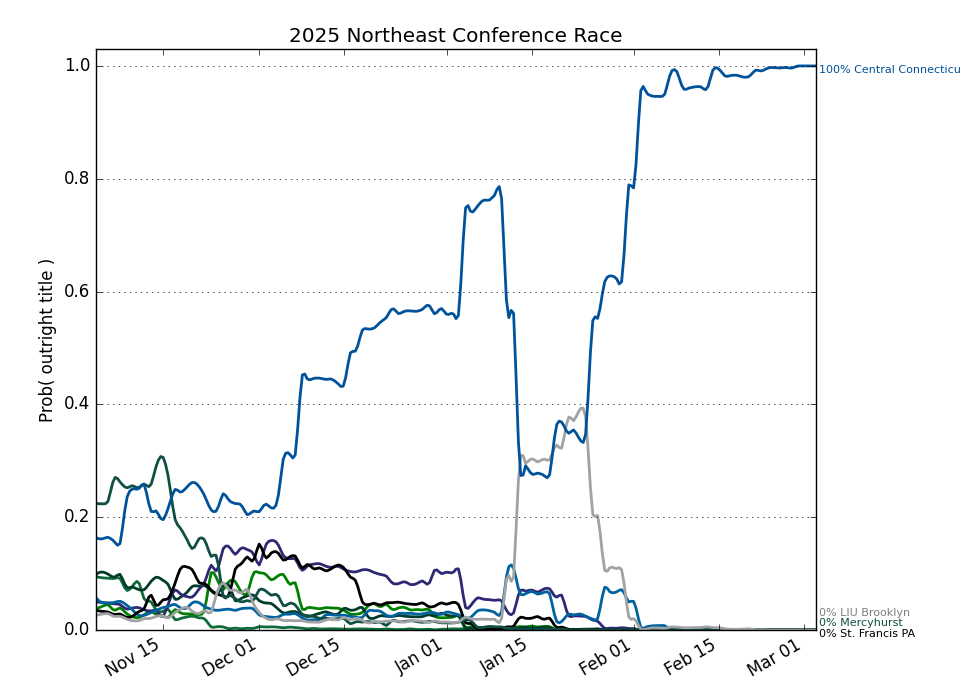 2025 Northeast Conference Race
Prob( outright title )
1.0
0.8
0.6
0.4
0.2
0.0
Nov 15
Dec 01
Dec 15
Jan 01
Jan 15
Feb 01
Feb 15
Mar 01
100% Central Connecticu
0% LIU Brooklyn
0% Mercyhurst
0% St. Francis PA